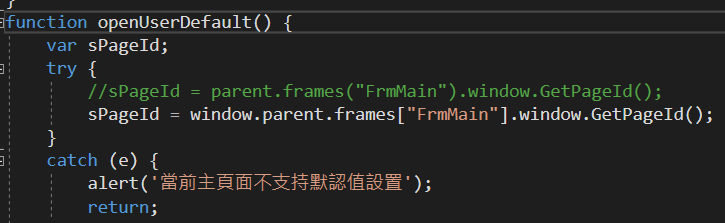 }
function openUserDefault() {
var sPageId;
try {
//sPageId = parent.frames("FrmMain").window.GetPageId();
sPageId = window.parent.frames["FrmMain"].window.GetPageId();
}
catch (e) {
alert('當前主頁面不支持默認值設置');
return;